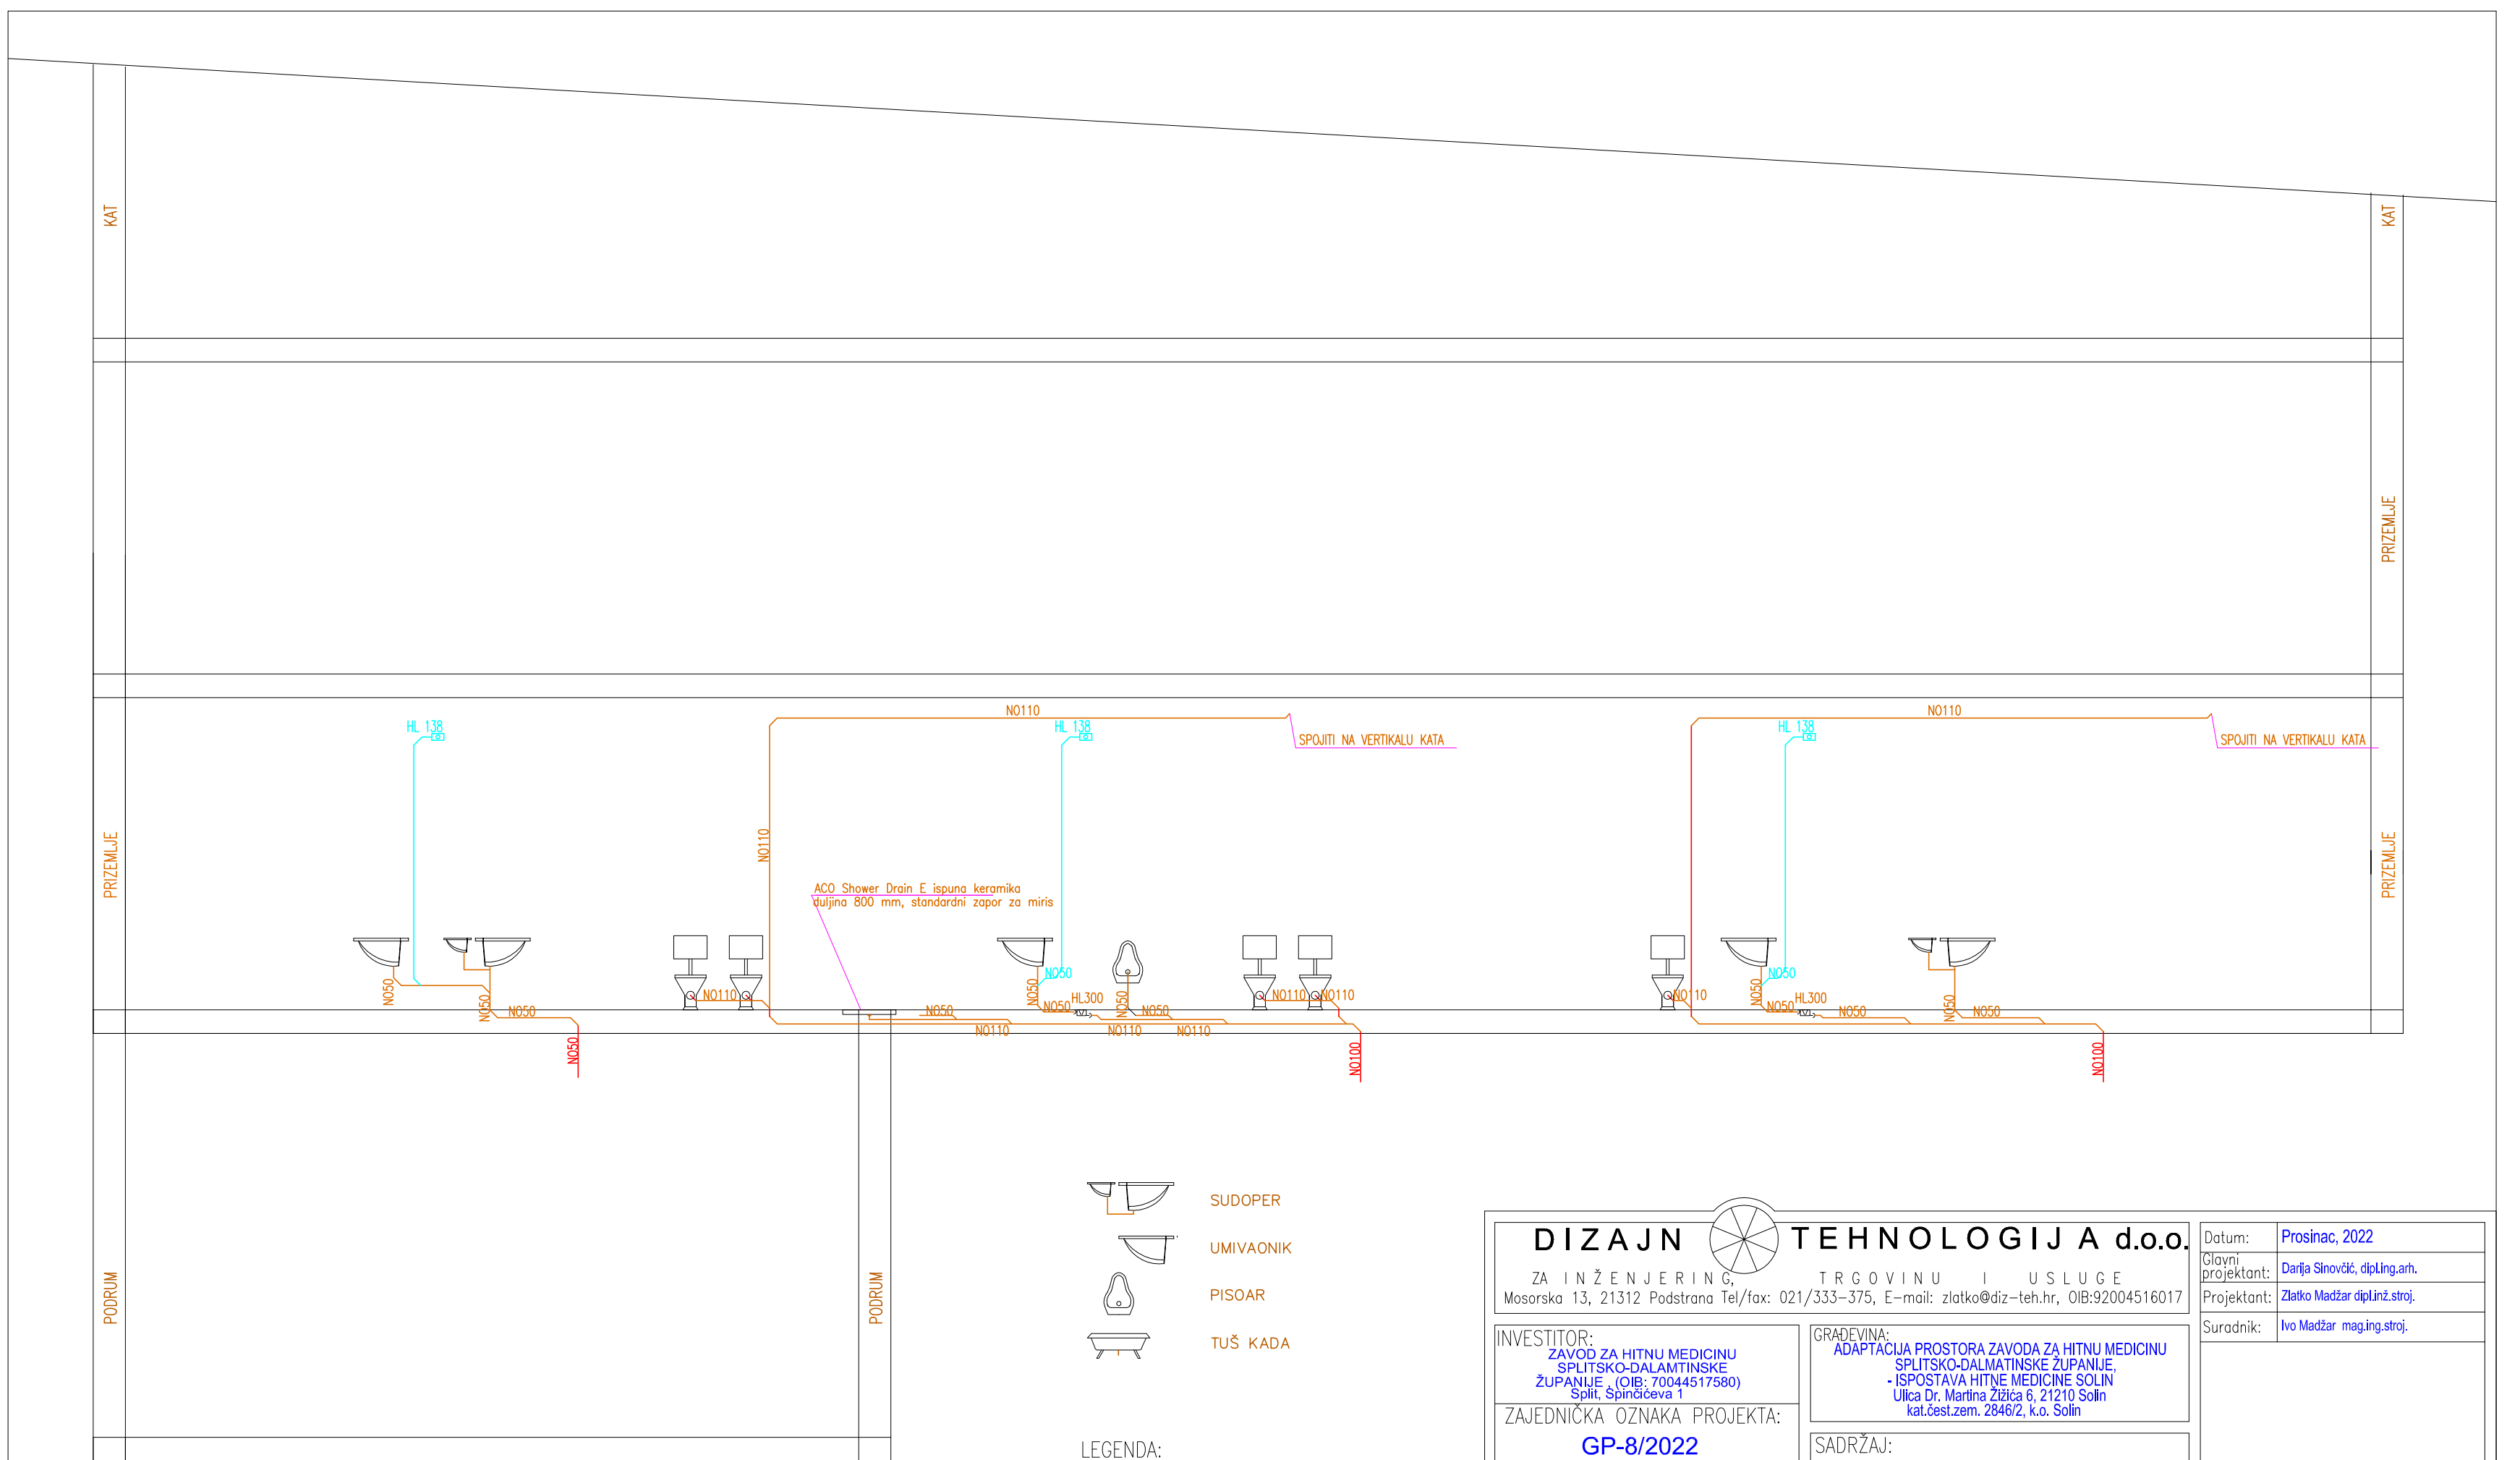 KAT
KAT
PRIZEMLJE
NO110
NO110
HL 138
HL 138
HL 138
SPOJITI NA VERTIKALU KATA
SPOJITI NA VERTIKALU KATA
NO110
PRIZEMLJE
PRIZEMLJE
ACO Shower Drain E ispuna keramika
duljina 800 mm, standardni zapor za miris
NO50
NO50
NO50
NO110
NO50
NO50
NO50
NO50
HL300
NO50
NO50
NO110
NO110
NO110
NO110
NO110
NO110
NO50
NO50
NO50
HL300
NO50
NO50
NO50
NO50
NO100
NO100
SUDOPER
UMIVAONIK
PISOAR
TUŠ KADA
PODRUM
PODRUM
LEGENDA:
DIZAJN TEHNOLOGIJA d.o.o.
ZA INŽENJERING, TRGOVINU I USLUGE
Mosorska 13, 21312 Podstrana Tel/fax: 021/333-375, E-mail: zlatko@diz-teh.hr, OIB:92004516017
Datum: Prosinac, 2022
Glavni
projektant: Darija Sinovčić, dipl.ing.arh.
Projektant: Zlatko Madžar dipl.inž.stroj.
Suradnik: Ivo Madžar mag.ing.stroj.
INVESTITOR:
ZAVOD ZA HITNU MEDICINU
SPLITSKO-DALAMTINSKE
ŽUPANIJE , (OIB: 70044517580)
Split, Spinčićeva 1
ZAJEDNIČKA OZNAKA PROJEKTA:
GP-8/2022
GRAĐEVINA:
ADAPTACIJA PROSTORA ZAVODA ZA HITNU MEDICINU
SPLITSKO-DALMATINSKE ŽUPANIJE,
- ISPOSTAVA HITNE MEDICINE SOLIN
Ulica Dr. Martina Žižića 6, 21210 Solin
kat.čest.zem. 2846/2, k.o. Solin
SADRŽAJ: